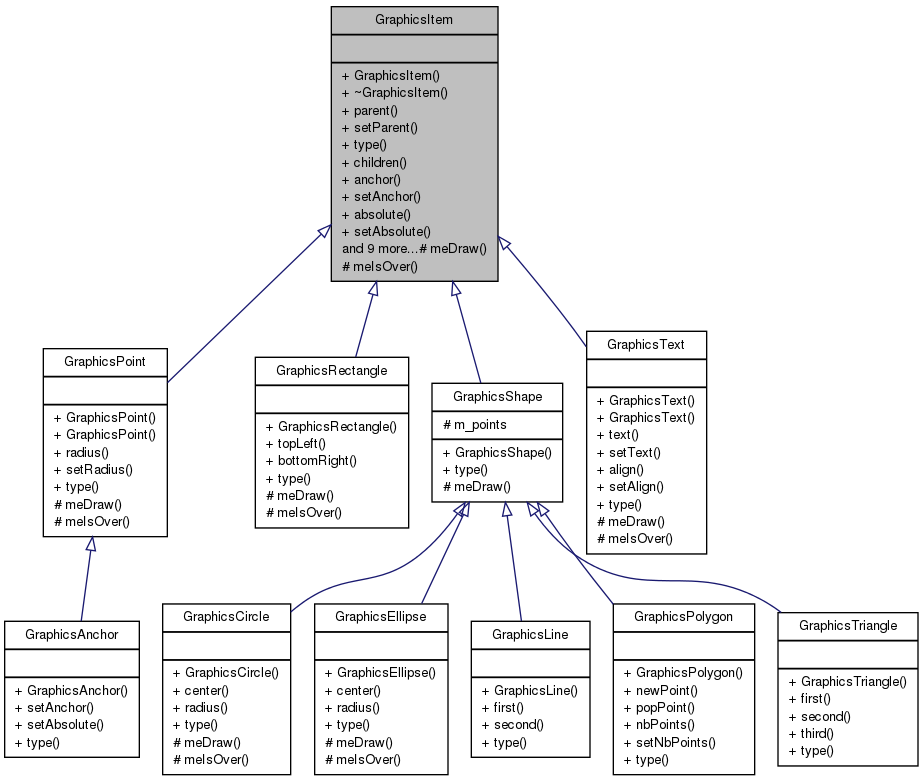 GraphicsItem
+ GraphicsItem()
+ ~GraphicsItem()
+ parent()
+ setParent()
+ type()
+ children()
+ anchor()
+ setAnchor()
+ absolute()
+ setAbsolute()
and 9 more...# meDraw()
# meIsOver()
GraphicsPoint
+ GraphicsPoint()
+ GraphicsPoint()
+ radius()
+ setRadius()
+ type()
# meDraw()
# meIsOver()
GraphicsRectangle
+ GraphicsRectangle()
+ topLeft()
+ bottomRight()
+ type()
# meDraw()
# meIsOver()
GraphicsShape
# m_points
+ GraphicsShape()
+ type()
# meDraw()
GraphicsText
+ GraphicsText()
+ GraphicsText()
+ text()
+ setText()
+ align()
+ setAlign()
+ type()
# meDraw()
# meIsOver()
GraphicsAnchor
+ GraphicsAnchor()
+ setAnchor()
+ setAbsolute()
+ type()
GraphicsCircle
+ GraphicsCircle()
+ center()
+ radius()
+ type()
# meDraw()
# meIsOver()
GraphicsEllipse
+ GraphicsEllipse()
+ center()
+ radius()
+ type()
# meDraw()
# meIsOver()
GraphicsLine
+ GraphicsLine()
+ first()
+ second()
+ type()
GraphicsPolygon
+ GraphicsPolygon()
+ newPoint()
+ popPoint()
+ nbPoints()
+ setNbPoints()
+ type()
GraphicsTriangle
+ GraphicsTriangle()
+ first()
+ second()
+ third()
+ type()